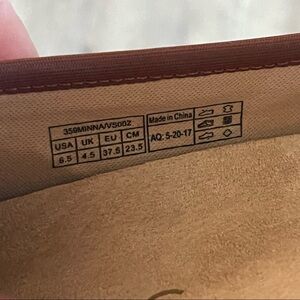 359MINNA/VS002
USA UK EU CM
6.5 4.5 37.5 23.5
Made in China
AQ: 5-20-17